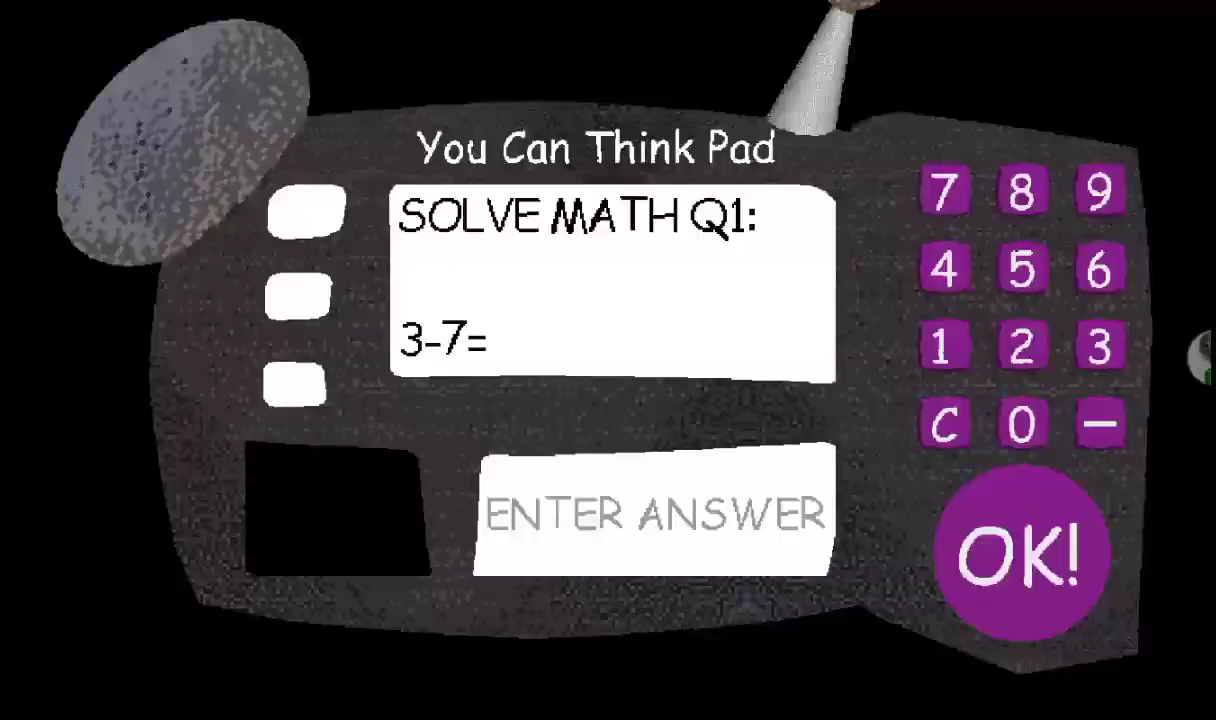 You Can Think Pad
SOLVE MATH Q1:
3-7=
ENTER ANSWER
7 8 9
4 5 6
1 2 3
C 0 −
OK!